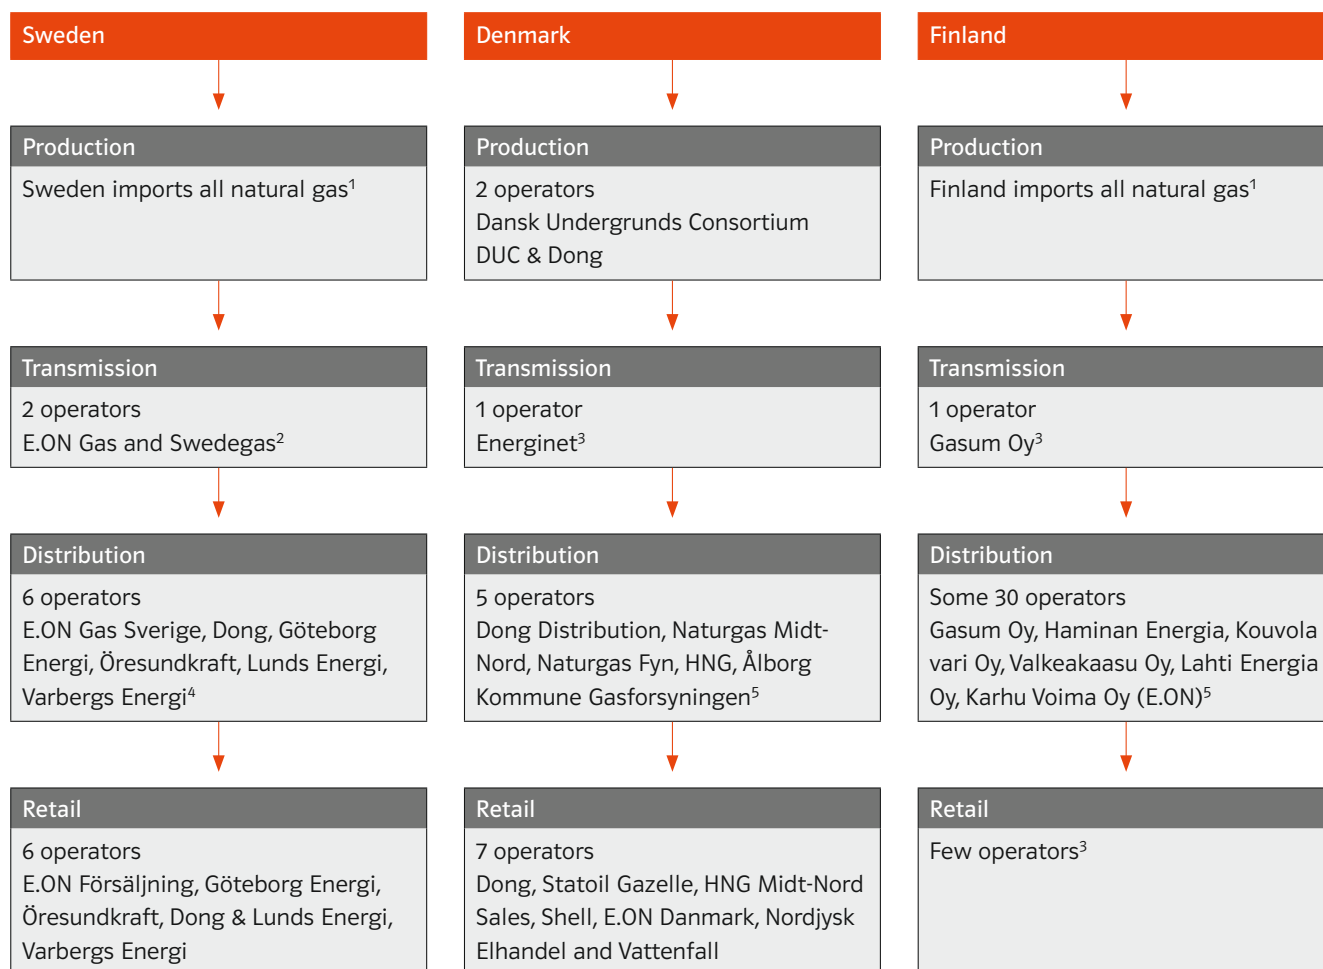 Sweden
Production
Sweden imports all natural gas¹
Transmission
2 operators
E.ON Gas and Swedegas²
Distribution
6 operators
E.ON Gas Sverige, Dong, Göteborg
Energi, Öresundkraft, Lunds Energi,
Varbergs Energi⁴
Retail
6 operators
E.ON Försäljning, Göteborg Energi,
Öresundkraft, Dong & Lunds Energi,
Varbergs Energi
Denmark
Production
2 operators
Dansk Undergrunds Consortium
DUC & Dong
Transmission
1 operator
Energinet³
Distribution
5 operators
Dong Distribution, Naturgas Midt-
Nord, Naturgas Fyn, HNG, Ålborg
Kommune Gasforsyningen⁵
Retail
7 operators
Dong, Statoil Gazelle, HNG Midt-Nord
Sales, Shell, E.ON Danmark, Nordjysk
Elhandel and Vattenfall
Finland
Production
Finland imports all natural gas¹
Transmission
1 operator
Gasum Oy³
Distribution
Some 30 operators
Gasum Oy, Haminan Energia, Kouvola
vari Oy, Valkeakaasu Oy, Lahti Energia
Oy, Karhu Voima Oy (E.ON)⁵
Retail
Few operators³